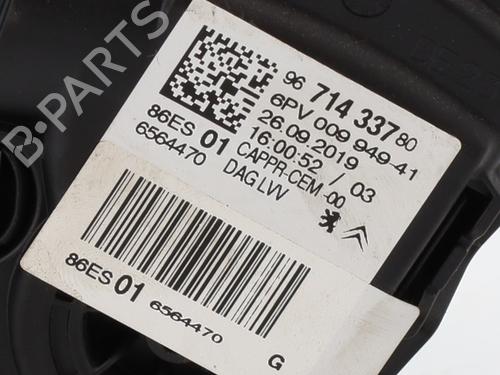 B-PARTS
96 714 337 80
6PV 009 949-41
26.09.2019
16:00:52 / 03
86ES 01 CAPPR-CEM-00
6564470 DAG LVV
86ES 01 6564470
G